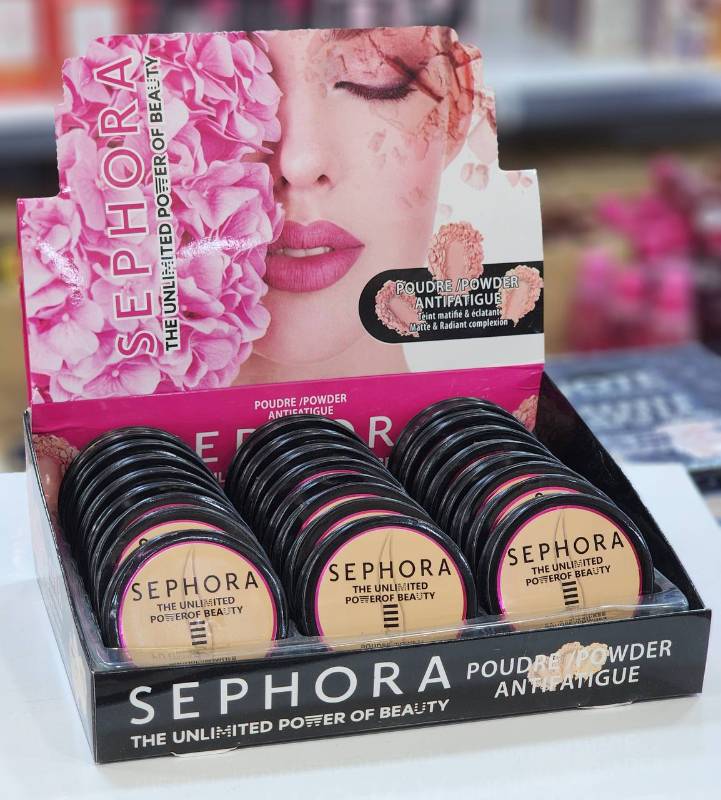 SEPHORA
THE UNLIMITED POWER OF BEAUTY
POUDRE /POWDER
ANTIFATIGUE
Teint matifié & éclatant
Matte & Radiant complexion
POUDRE /POWDER
ANTIFATIGUE
SEPHORA
THE UNLIMITED
POWEROF BEAUTY
SEPHORA
THE UNLIMITED
POWEROF BEAUTY
SEPHORA
THE UNLIMITED
POWEROF BEAUTY
SEPHORA
THE UNLIMITED POWER OF BEAUTY
POUDRE /POWDER
ANTIFATIGUE